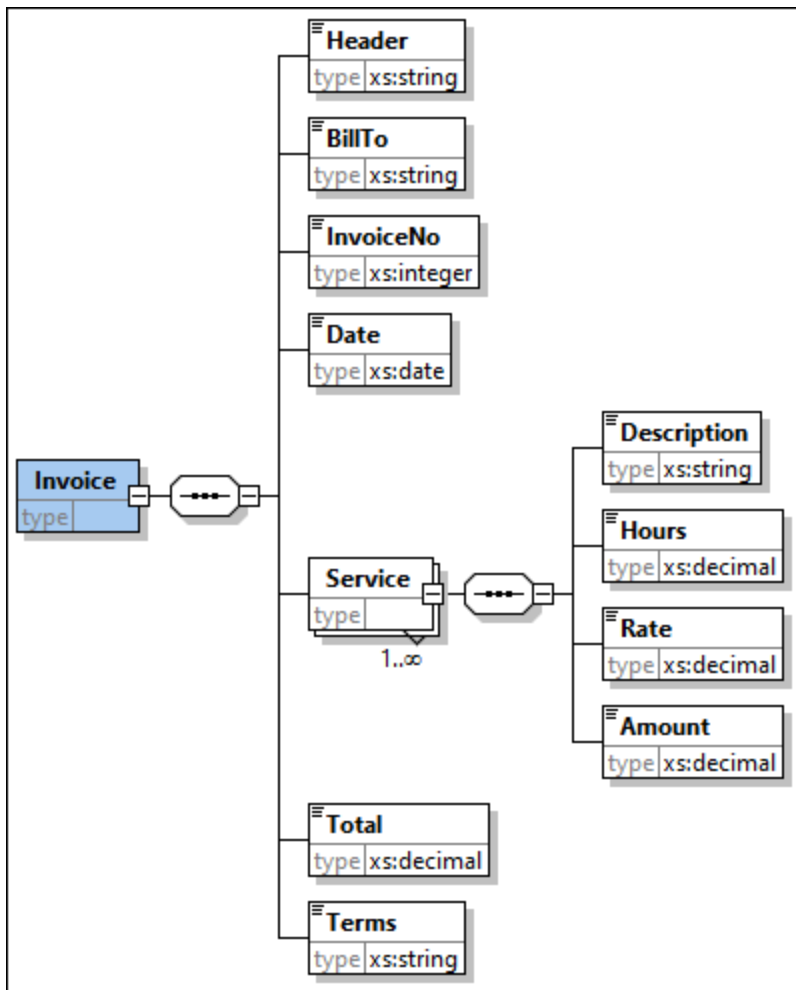 Header
type xs:string
BillTo
type xs:string
InvoiceNo
type xs:integer
Date
type xs:date
Invoice
type
Service
type
1..∞
Description
type xs:string
Hours
type xs:decimal
Rate
type xs:decimal
Amount
type xs:decimal
Total
type xs:decimal
Terms
type xs:string